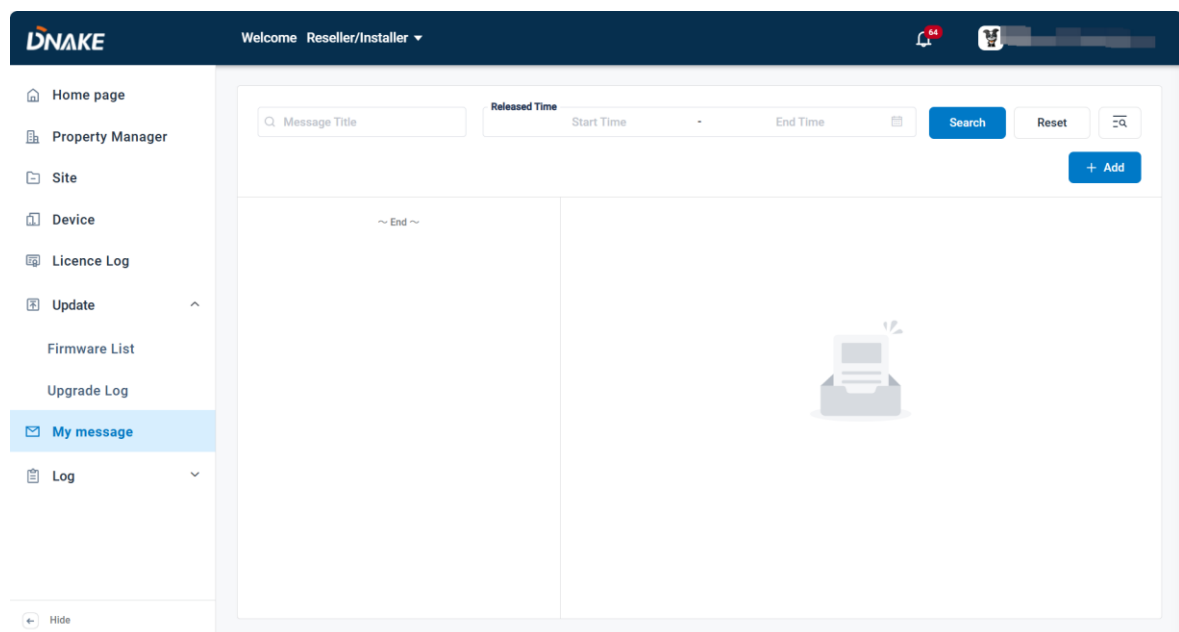 DNAKE
Welcome Reseller/Installer
64
Home page
Property Manager
Site
Device
Licence Log
Update
Firmware List
Upgrade Log
My message
Log
Hide
Message Title
Released Time
Start Time - End Time
Search
Reset
+ Add
～ End ～